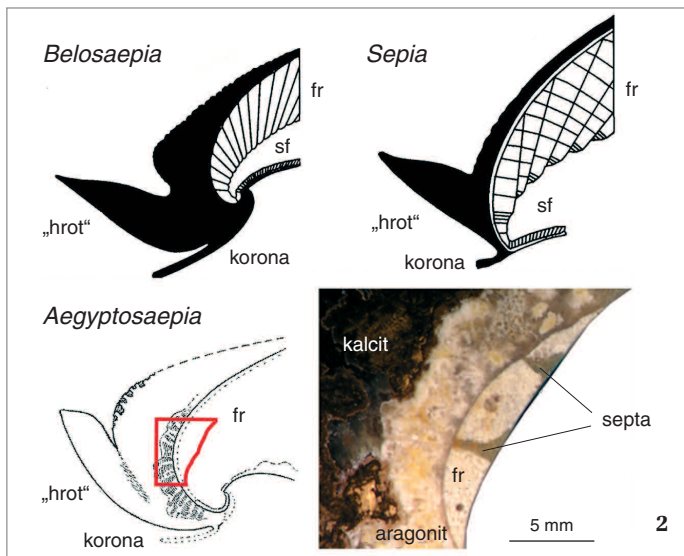 Belosaepia
fr
sf
„hrot“
korona
Sepia
fr
sf
„hrot“
korona
Aegyptosaepia
fr
„hrot“
korona
kalcit
septa
fr
aragonit
5 mm
2